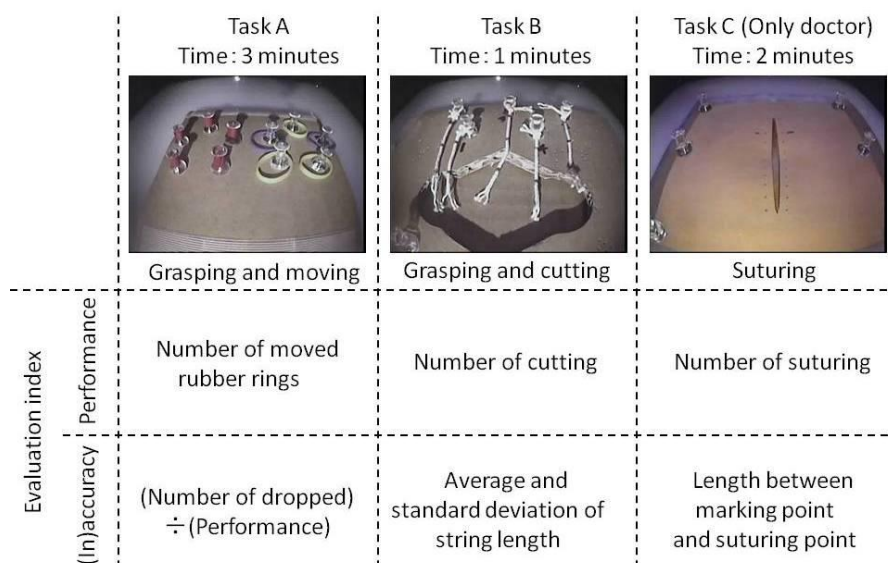 Task A
Time : 3 minutes
Task B
Time : 1 minutes
Task C (Only doctor)
Time : 2 minutes
Grasping and moving
Grasping and cutting
Suturing
Evaluation index
Performance
Number of moved
rubber rings
Number of cutting
Number of suturing
(In)accuracy
(Number of dropped)
÷(Performance)
Average and
standard deviation of
string length
Length between
marking point
and suturing point